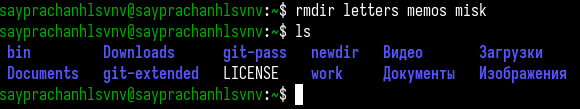 sayprachanhlsvnv@sayprachanhlsvnv:~$ rmdir letters memos misk
sayprachanhlsvnv@sayprachanhlsvnv:~$ ls
bin Downloads git-pass newdir Видео Загрузки
Documents git-extended LICENSE work Документы Изображения
sayprachanhlsvnv@sayprachanhlsvnv:~$